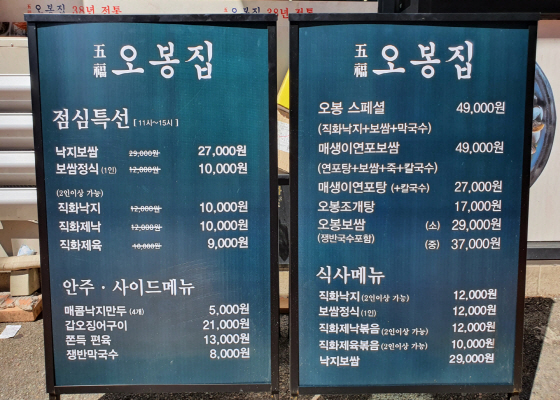 오봉집 38년 전통
오봉집 38년 전통
五福 오봉집
점심특선 [ 11시~15시 ]
낙지보쌈 29,000원 27,000원
보쌈정식 (1인) 12,000원 10,000원
(2인이상 가능)
직화낙지 12,000원 10,000원
직화제낙 12,000원 10,000원
직화제육 10,000원 9,000원
안주 · 사이드메뉴
매콤낙지만두 (4개) 5,000원
갑오징어구이 21,000원
쫀득 편육 13,000원
쟁반막국수 8,000원
五福 오봉집
오봉 스페셜 49,000원
(직화낙지+보쌈+막국수)
매생이연포보쌈 49,000원
(연포탕+보쌈+죽+칼국수)
매생이연포탕 (+칼국수) 27,000원
오봉조개탕 17,000원
오봉보쌈 (소) 29,000원
(쟁반국수포함) (중) 37,000원
식사메뉴
직화낙지 (2인이상 가능) 12,000원
보쌈정식 (1인) 12,000원
직화제낙볶음 (2인이상 가능) 12,000원
직화제육볶음 (2인이상 가능) 10,000원
낙지보쌈 29,000원